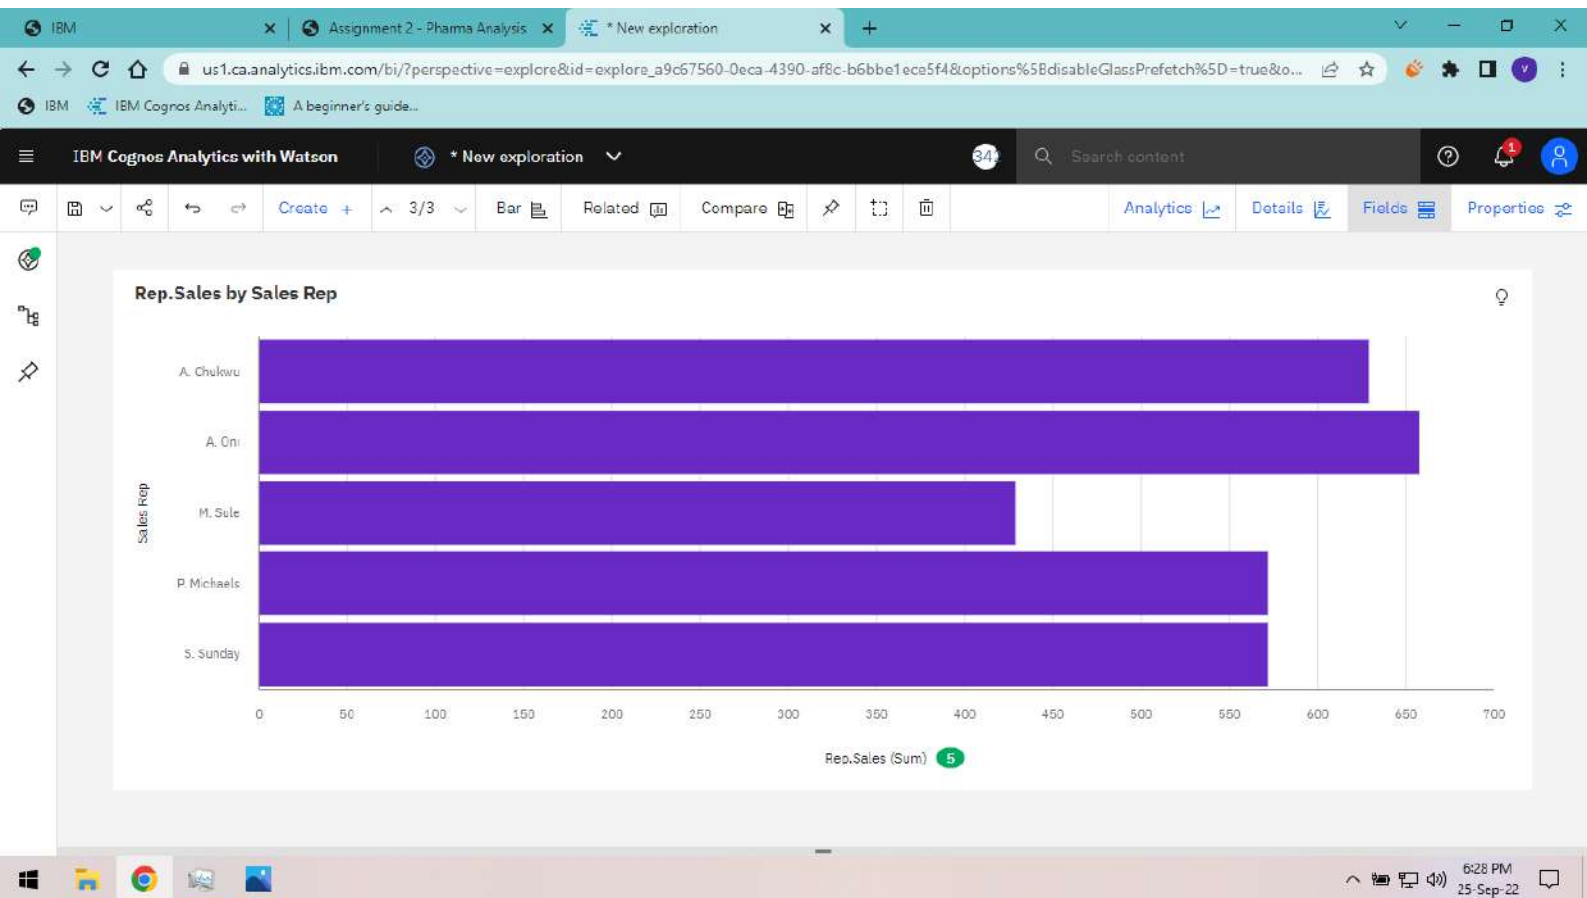 IBM
Assignment 2 - Pharma Analysis
* New exploration
us1.ca.analytics.ibm.com/bi/?perspective=explore&id=explore_a9c67560-0eca-4390-af8c-b6bbe1ece5f4&options%5BdisableGlassPrefetch%5D=true&o...
V
IBM
IBM Cognos Analyti...
A beginner's guide...
IBM Cognos Analytics with Watson
* New exploration
Search content
1
Create +
3/3
Bar
Related
Compare
Analytics
Details
Fields
Properties
Rep.Sales by Sales Rep
Sales Rep
A. Chukwu
A. Oni
M. Sule
P. Michaels
S. Sunday
0 50 100 150 200 250 300 350 400 450 500 550 600 650 700
Rep.Sales (Sum) 5
6:28 PM
25-Sep-22